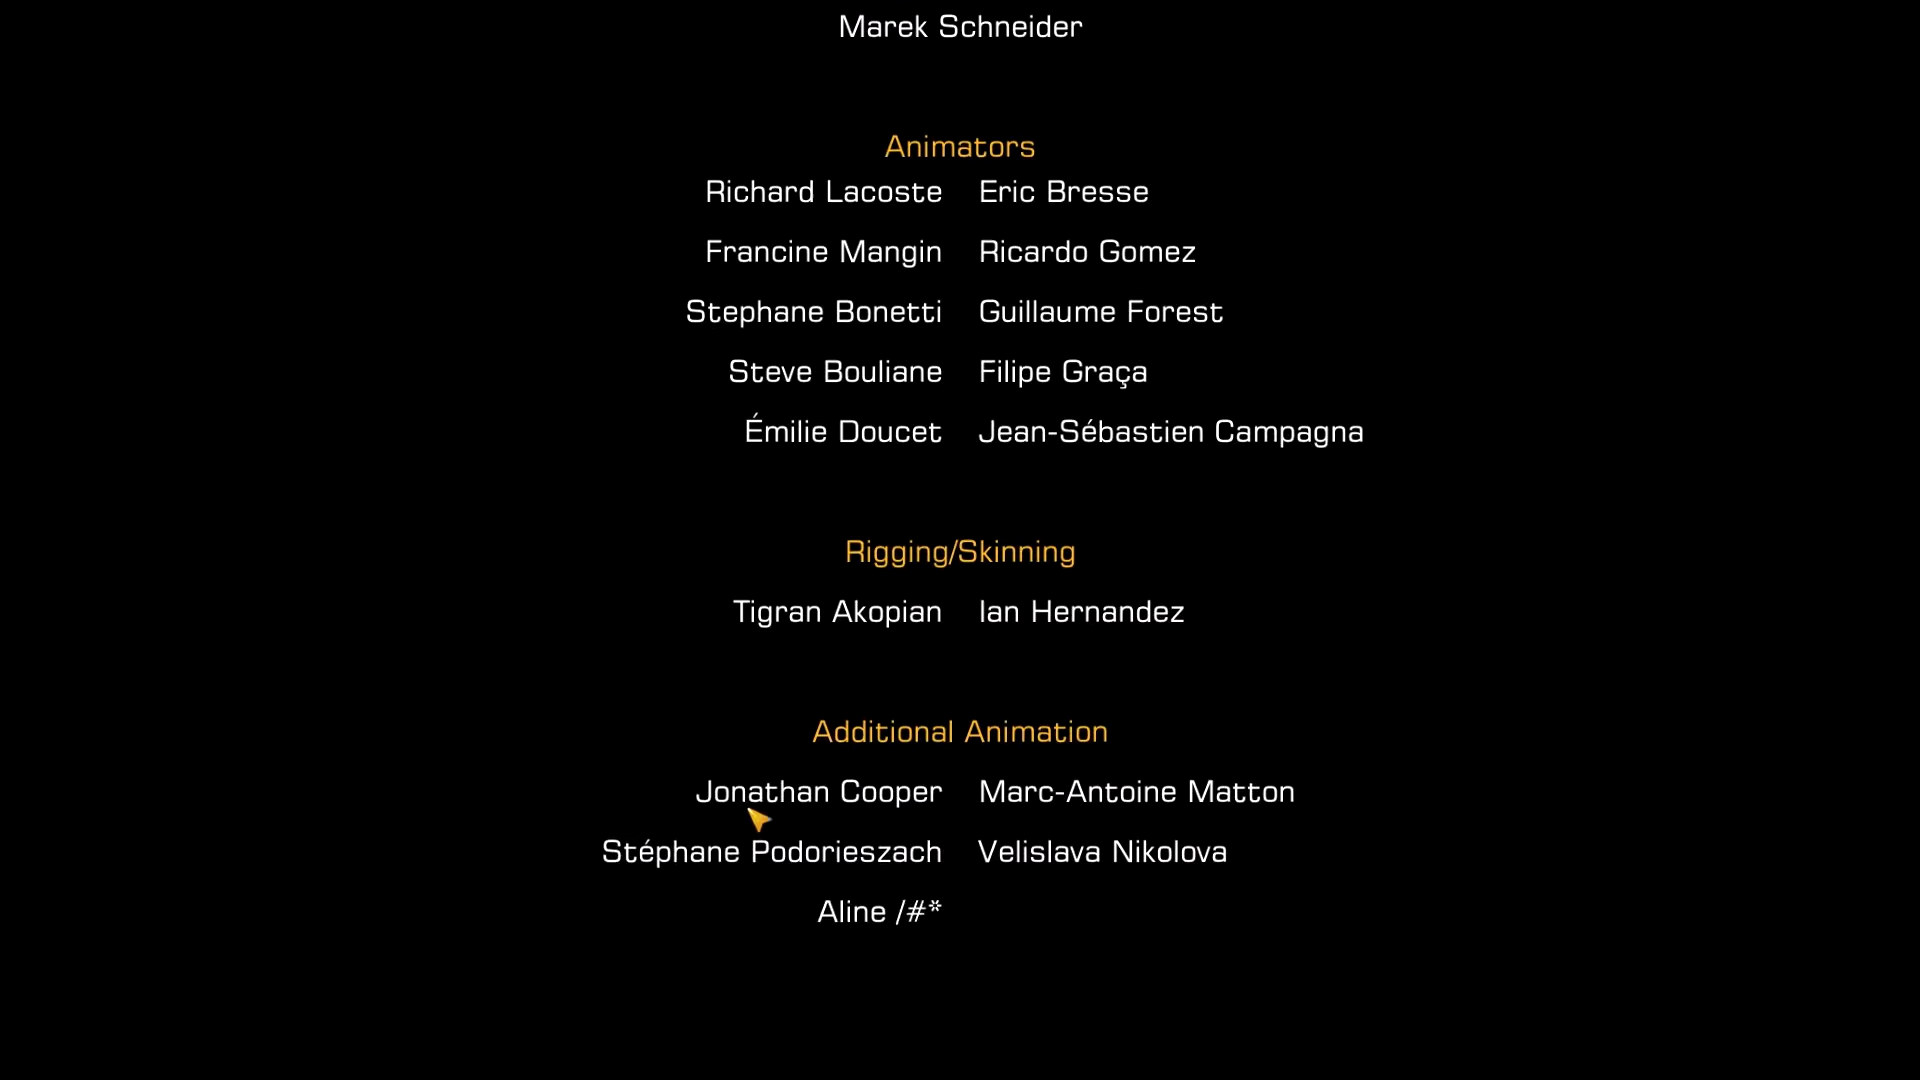 Marek Schneider
Animators
Richard Lacoste Eric Bresse
Francine Mangin Ricardo Gomez
Stephane Bonetti Guillaume Forest
Steve Bouliane Filipe Graça
Émilie Doucet Jean-Sébastien Campagna
Rigging/Skinning
Tigran Akopian Ian Hernandez
Additional Animation
Jonathan Cooper Marc-Antoine Matton
Stéphane Podorieszach Velislava Nikolova
Aline /#*